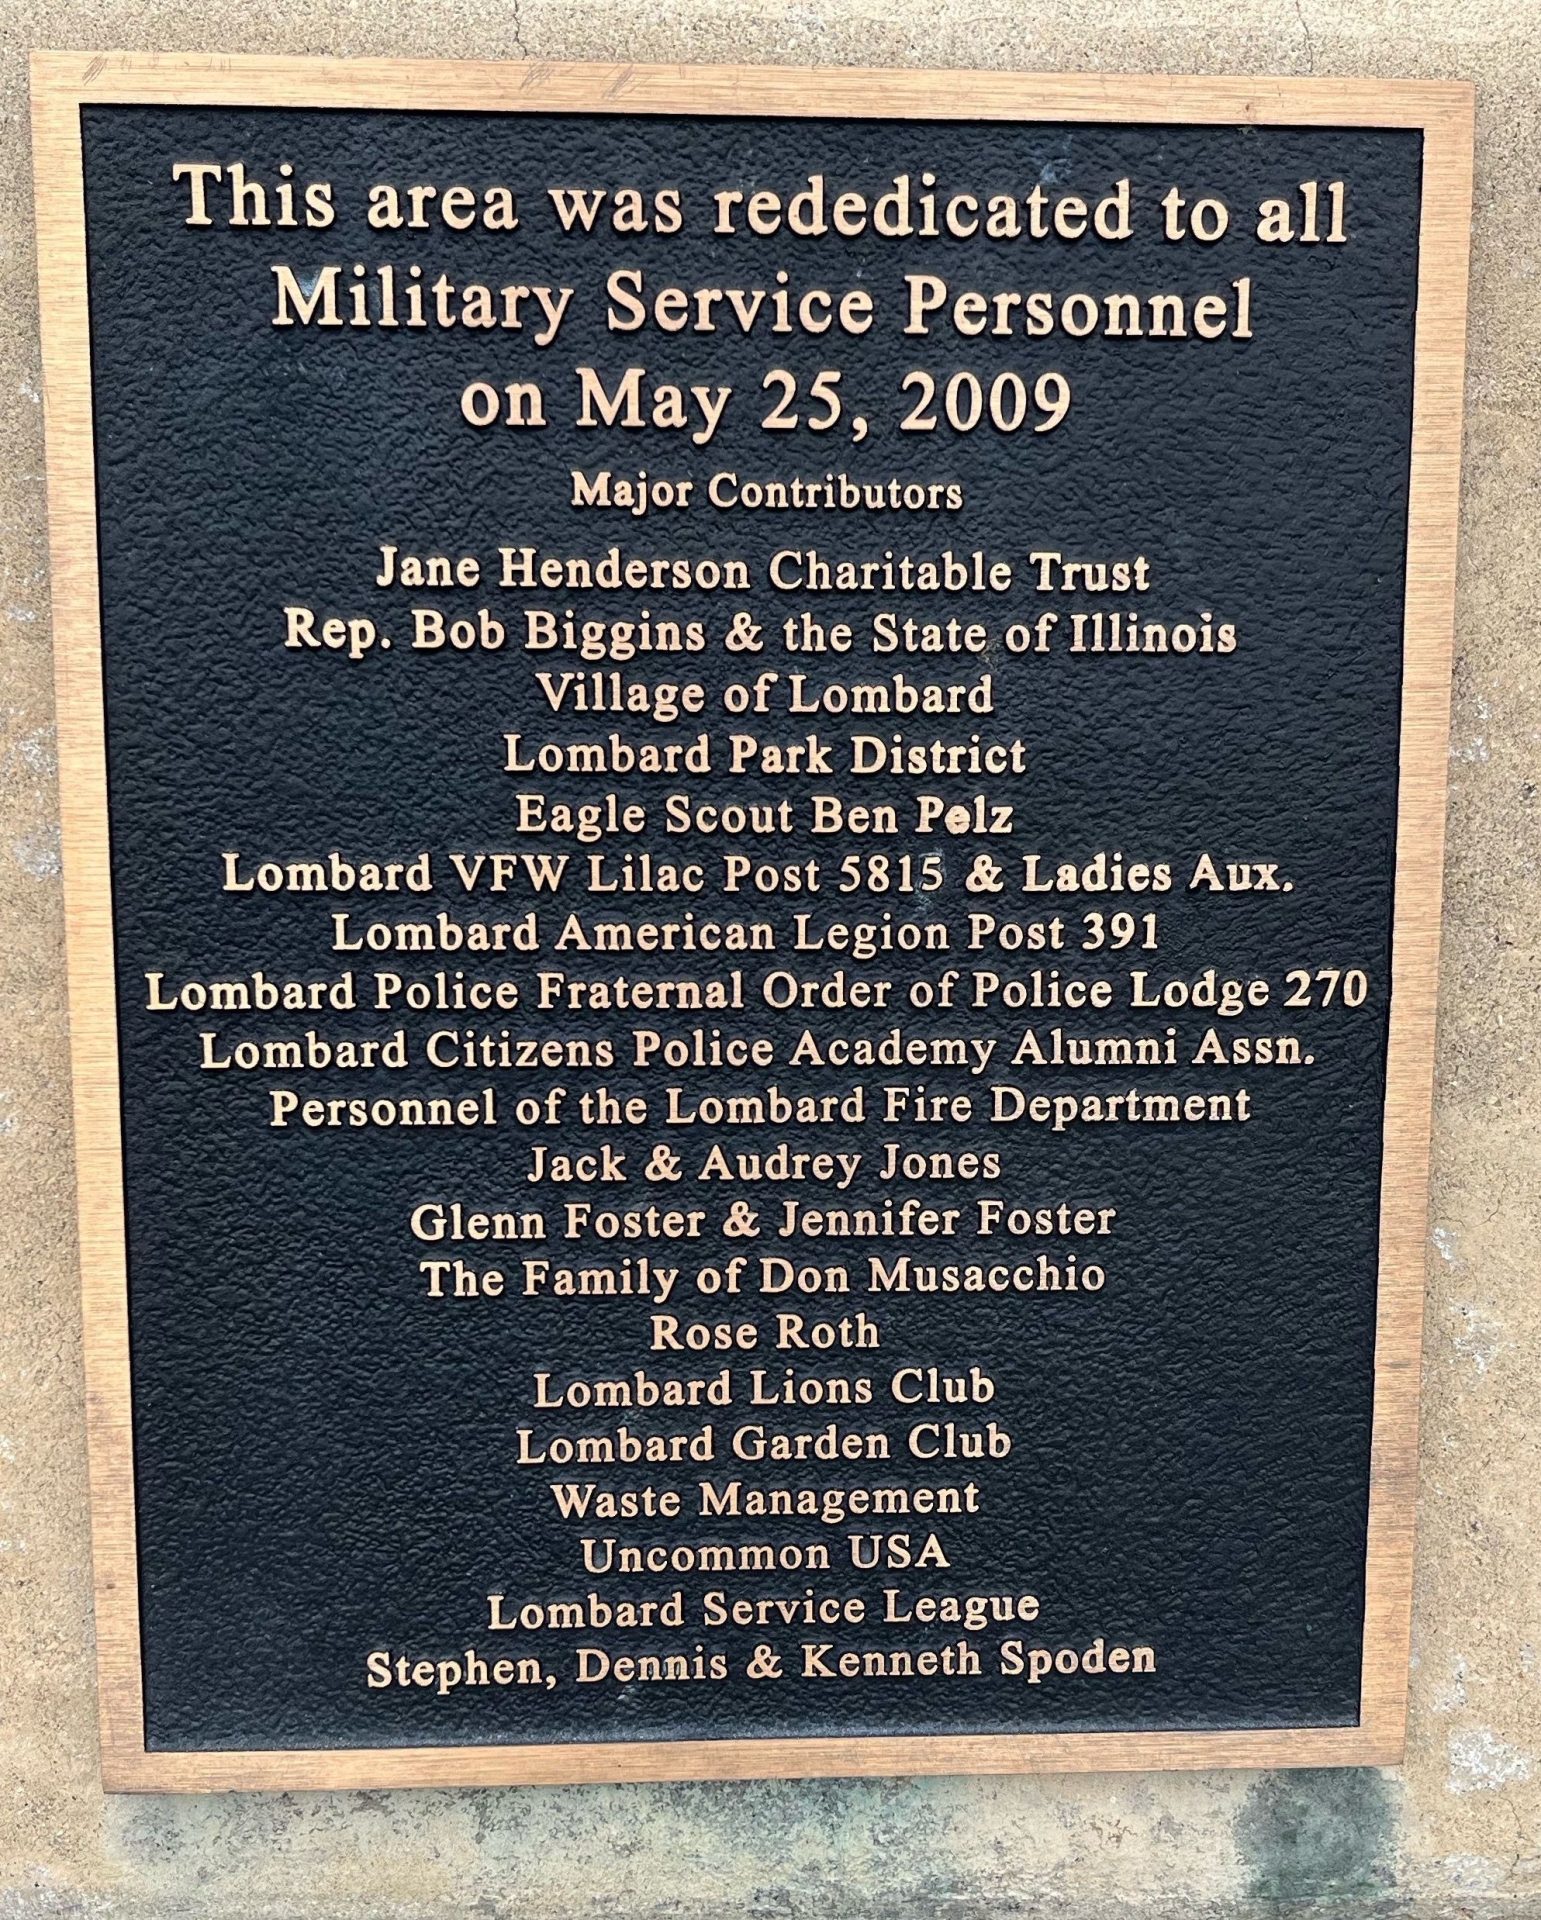 This area was rededicated to all
Military Service Personnel
on May 25, 2009
Major Contributors
Jane Henderson Charitable Trust
Rep. Bob Biggins & the State of Illinois
Village of Lombard
Lombard Park District
Eagle Scout Ben Pelz
Lombard VFW Lilac Post 5815 & Ladies Aux.
Lombard American Legion Post 391
Lombard Police Fraternal Order of Police Lodge 270
Lombard Citizens Police Academy Alumni Assn.
Personnel of the Lombard Fire Department
Jack & Audrey Jones
Glenn Foster & Jennifer Foster
The Family of Don Musacchio
Rose Roth
Lombard Lions Club
Lombard Garden Club
Waste Management
Uncommon USA
Lombard Service League
Stephen, Dennis & Kenneth Spoden